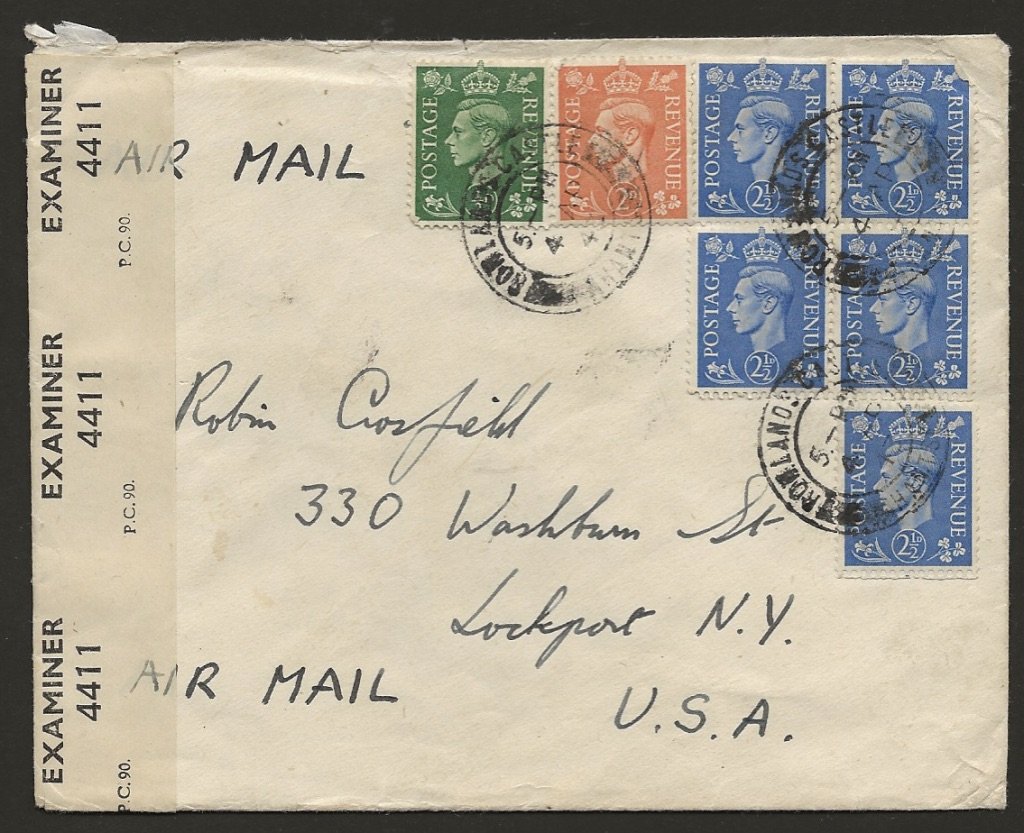 EXAMINER
4411
P.C. 90.
EXAMINER
4411
P.C. 90.
EXAMINER
4411
P.C. 90.
AIR MAIL
POSTAGE REVENUE
POSTAGE REVENUE 2D
POSTAGE REVENUE 2½D
POSTAGE REVENUE
POSTAGE REVENUE 2½D
POSTAGE REVENUE 2½D
POSTAGE REVENUE 2½D
Robin Crosfield
330 Washburn St
Lockport N.Y.
U.S.A.
AIR MAIL